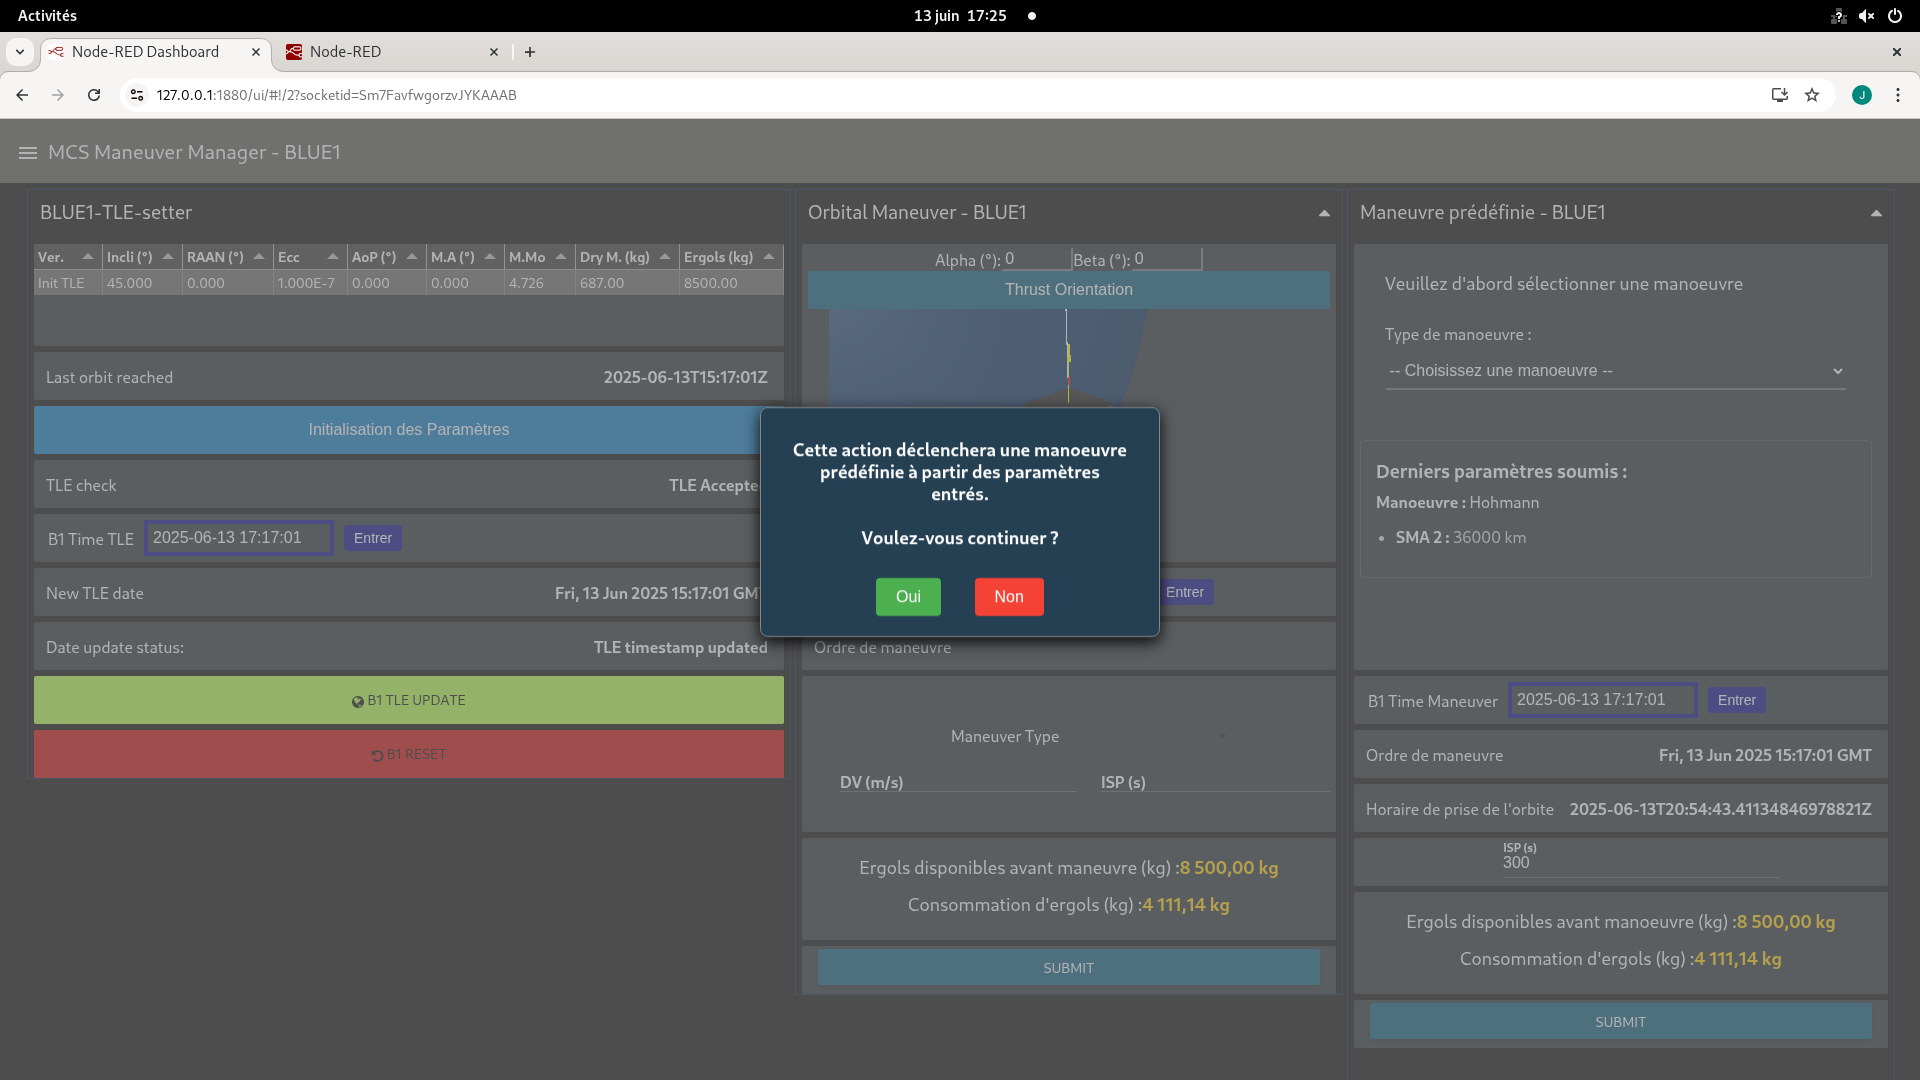 Activités
13 juin 17:25
Node-RED Dashboard
Node-RED
127.0.0.1:1880/ui/#!/2?socketid=Sm7FavfwgorzvJYKAAAB
J
MCS Maneuver Manager - BLUE1
BLUE1-TLE-setter
Ver. Incli (°) RAAN (°) Ecc AoP (°) M.A (°) M.Mo Dry M. (kg) Ergols (kg)
Init TLE 45.000 0.000 1.000E-7 0.000 0.000 4.726 687.00 8500.00
Last orbit reached 2025-06-13T15:17:01Z
Initialisation des Paramètres
TLE check TLE Accepte
B1 Time TLE 2025-06-13 17:17:01 Entrer
New TLE date Fri, 13 Jun 2025 15:17:01 GM
Date update status: TLE timestamp updated
B1 TLE UPDATE
B1 RESET
Orbital Maneuver - BLUE1
Alpha (°): 0 Beta (°): 0
Thrust Orientation
Cette action déclenchera une manoeuvre
prédéfinie à partir des paramètres
entrés.
Voulez-vous continuer ?
Oui Non
Entrer
Ordre de maneuvre
Maneuver Type
DV (m/s) ISP (s)
Ergols disponibles avant maneuvre (kg) :8 500,00 kg
Consommation d'ergols (kg) :4 111,14 kg
SUBMIT
Maneuvre prédéfinie - BLUE1
Veuillez d'abord sélectionner une manoeuvre
Type de manoeuvre :
-- Choisissez une manoeuvre --
Derniers paramètres soumis :
Manoeuvre : Hohmann
• SMA 2 : 36000 km
B1 Time Maneuver 2025-06-13 17:17:01 Entrer
Ordre de maneuvre Fri, 13 Jun 2025 15:17:01 GMT
Horaire de prise de l'orbite 2025-06-13T20:54:43.41134846978821Z
ISP (s)
300
Ergols disponibles avant manoeuvre (kg) :8 500,00 kg
Consommation d'ergols (kg) :4 111,14 kg
SUBMIT